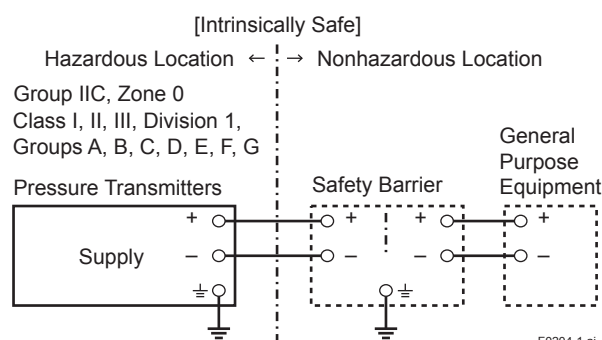 [Intrinsically Safe]
Hazardous Location ← → Nonhazardous Location
Group IIC, Zone 0
Class I, II, III, Division 1,
Groups A, B, C, D, E, F, G
General
Purpose
Equipment
Pressure Transmitters
Safety Barrier
+ + + +
Supply
– – – –